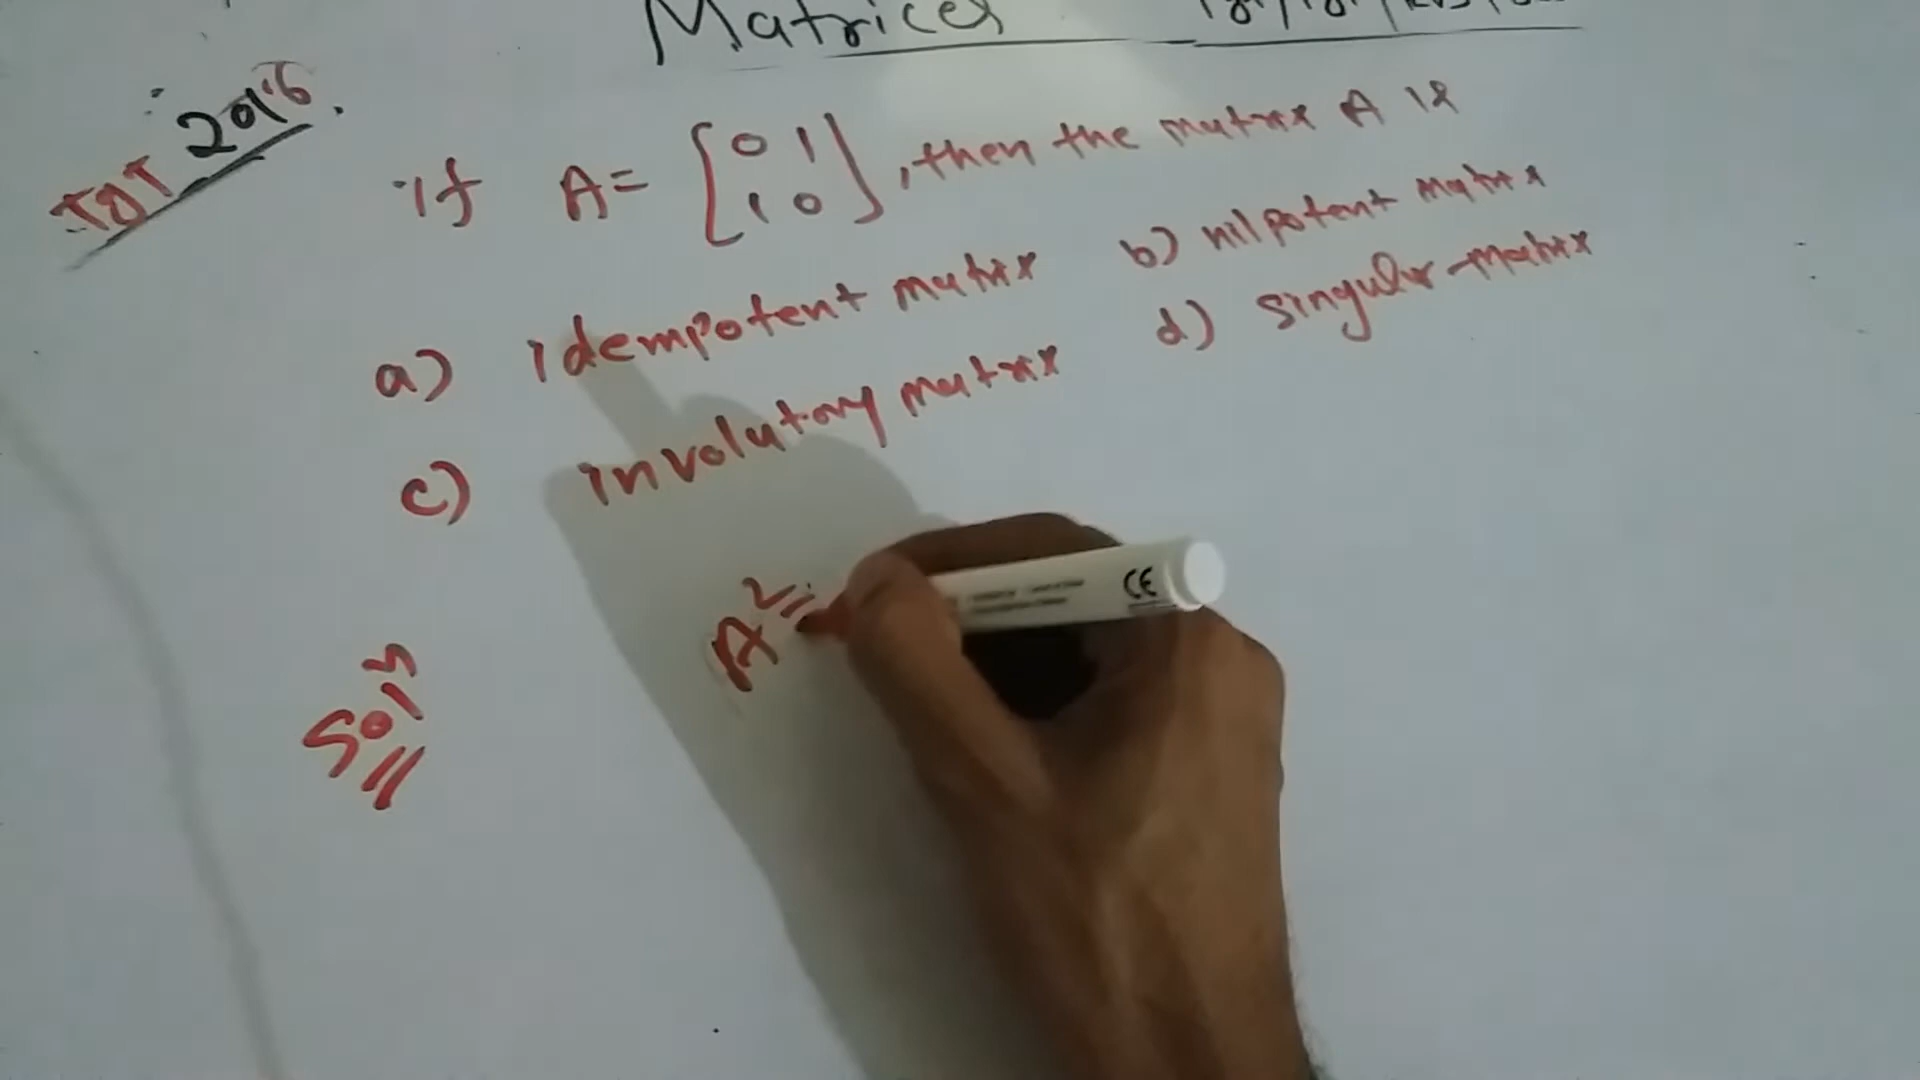 Matrices
TGT 2016.
If A = [0 1
1 0], then the matrix A is
a) idempotent matrix b) nilpotent matrix
c) involutory matrix d) singular matrix
Solⁿ
A² =
CE